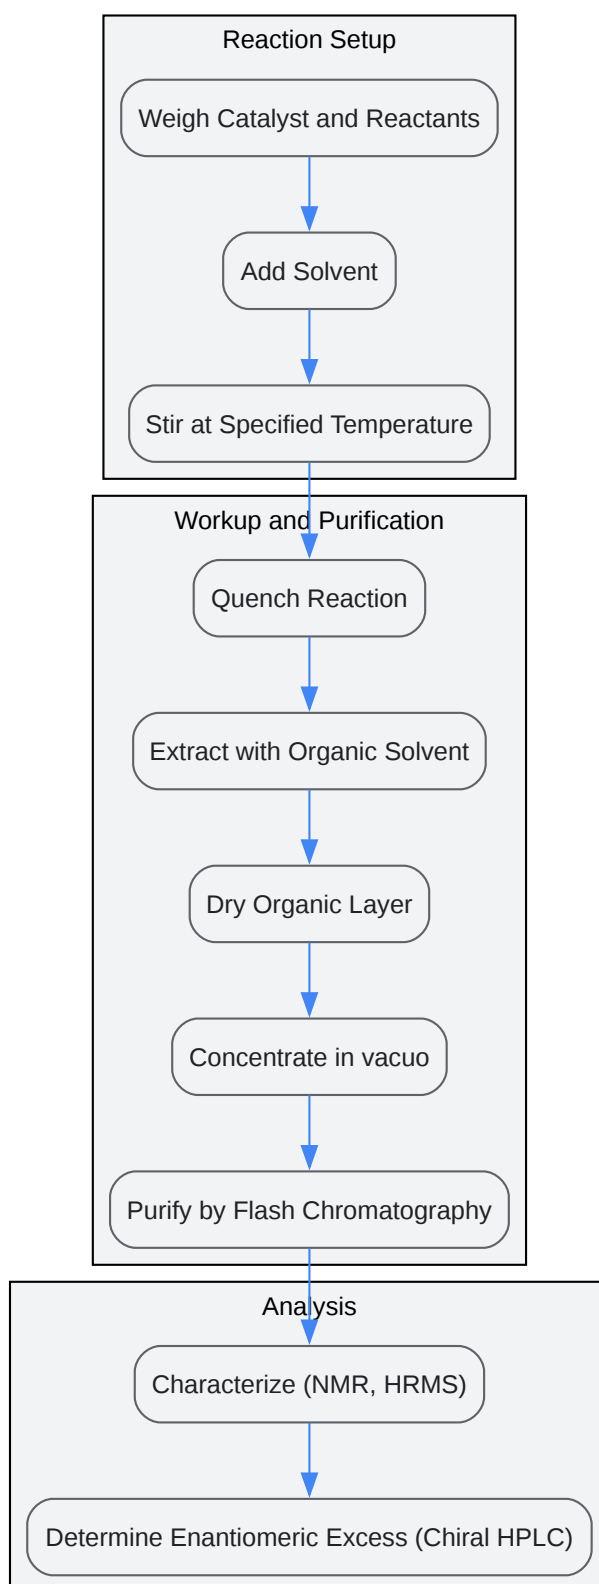 Reaction Setup
Weigh Catalyst and Reactants
Add Solvent
Stir at Specified Temperature
Workup and Purification
Quench Reaction
Extract with Organic Solvent
Dry Organic Layer
Concentrate in vacuo
Purify by Flash Chromatography
Analysis
Characterize (NMR, HRMS)
Determine Enantiomeric Excess (Chiral HPLC)